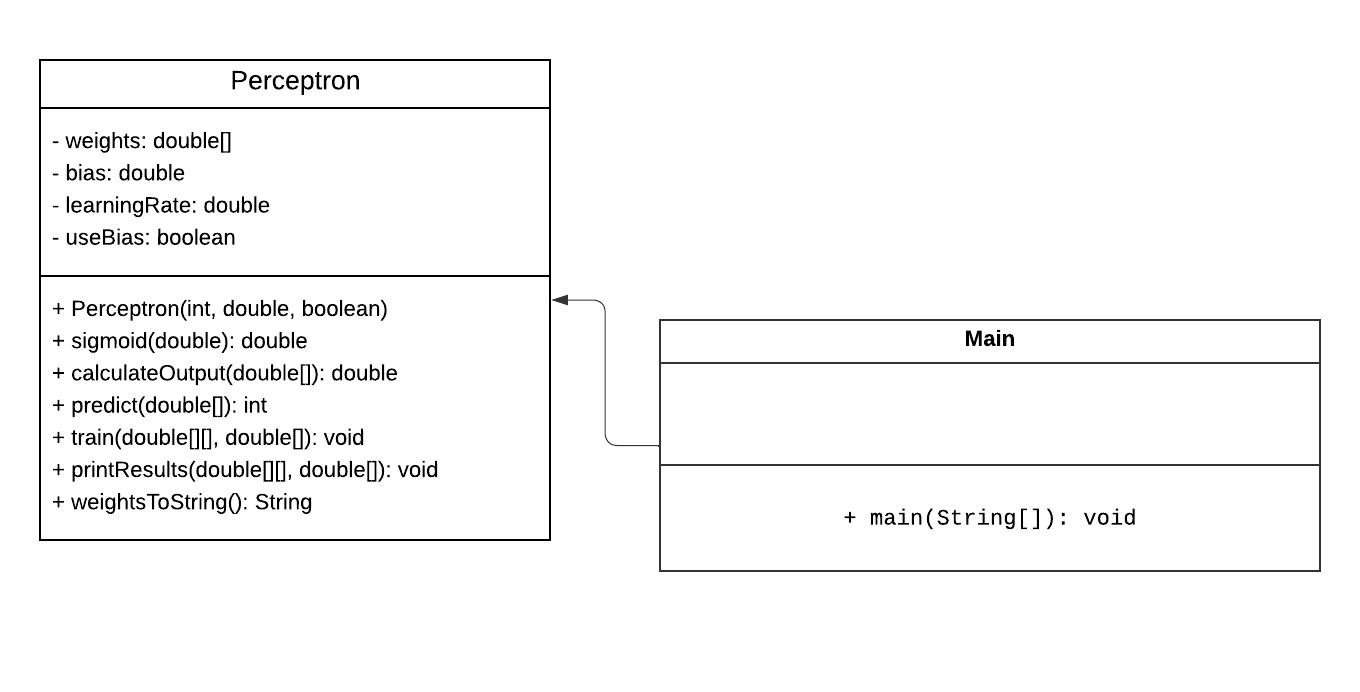 Perceptron
- weights: double[]
- bias: double
- learningRate: double
- useBias: boolean
+ Perceptron(int, double, boolean)
+ sigmoid(double): double
+ calculateOutput(double[]): double
+ predict(double[]): int
+ train(double[][], double[]): void
+ printResults(double[][], double[]): void
+ weightsToString(): String
Main
+ main(String[]): void